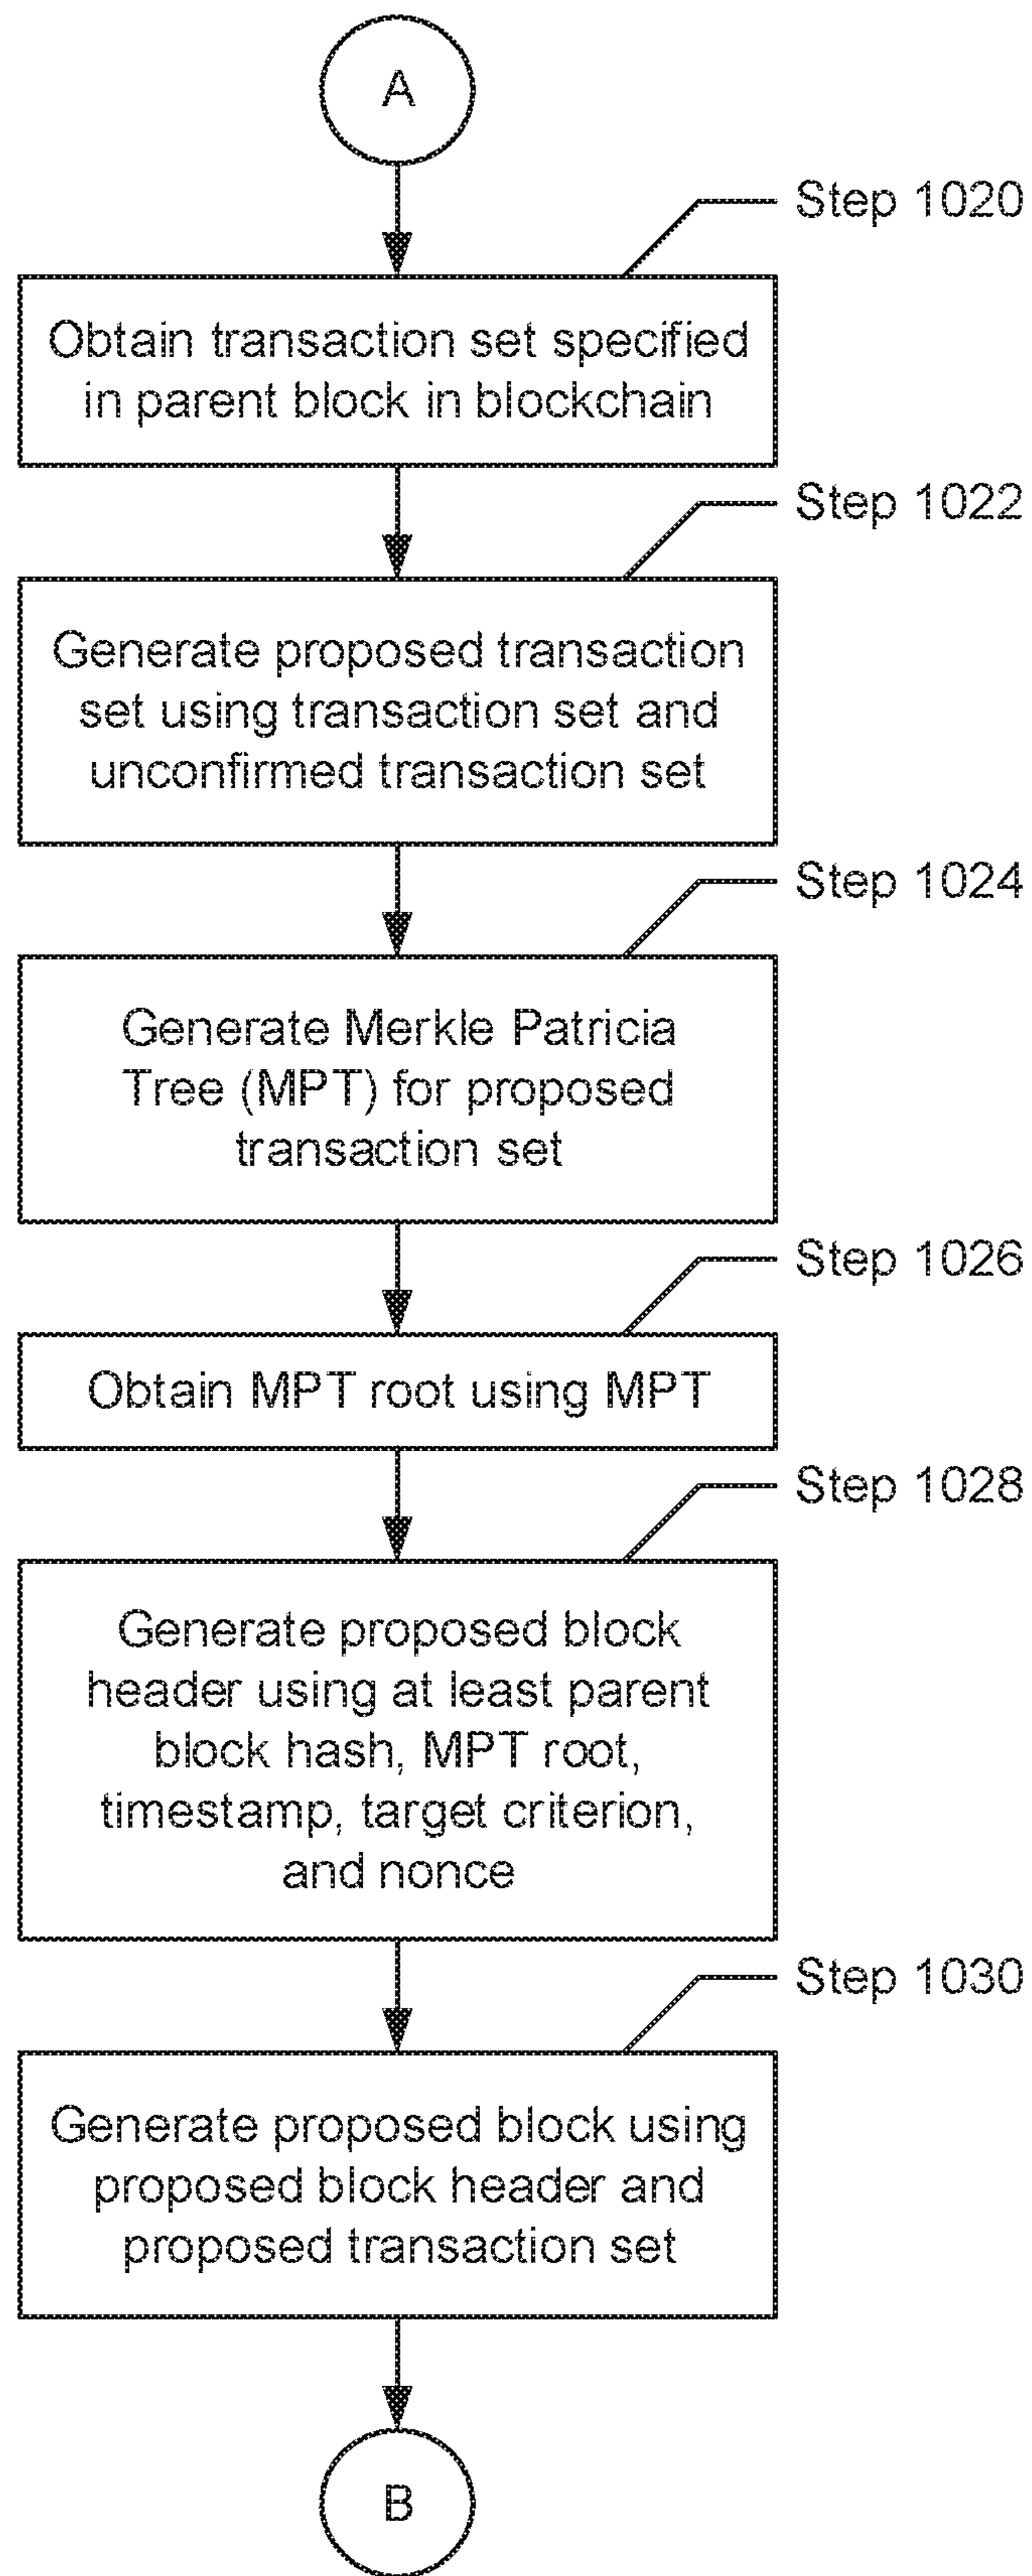 A
Step 1020
Obtain transaction set specified
in parent block in blockchain
Step 1022
Generate proposed transaction
set using transaction set and
unconfirmed transaction set
Step 1024
Generate Merkle Patricia
Tree (MPT) for proposed
transaction set
Step 1026
Obtain MPT root using MPT
Step 1028
Generate proposed block
header using at least parent
block hash, MPT root,
timestamp, target criterion,
and nonce
Step 1030
Generate proposed block using
proposed block header and
proposed transaction set
B